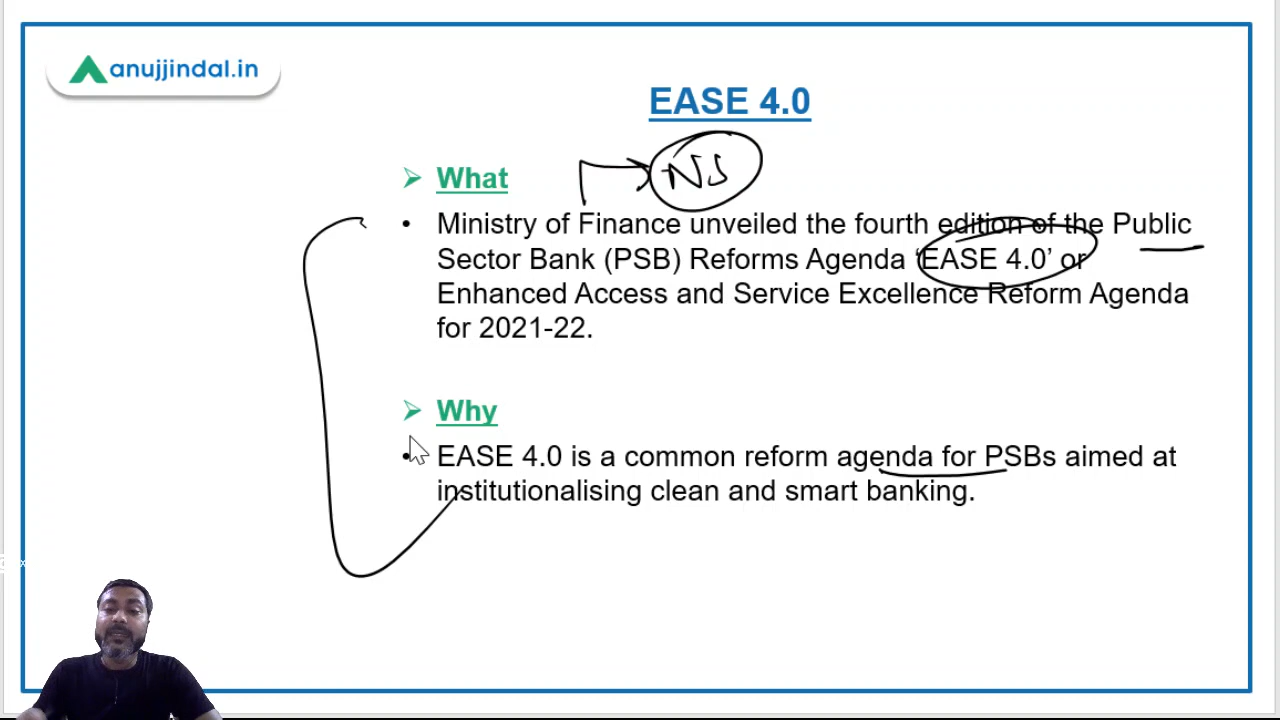 anujjindal.in
EASE 4.0
NS
What
Ministry of Finance unveiled the fourth edition of the Public
Sector Bank (PSB) Reforms Agenda ‘EASE 4.0’ or
Enhanced Access and Service Excellence Reform Agenda
for 2021-22.
Why
EASE 4.0 is a common reform agenda for PSBs aimed at
institutionalising clean and smart banking.